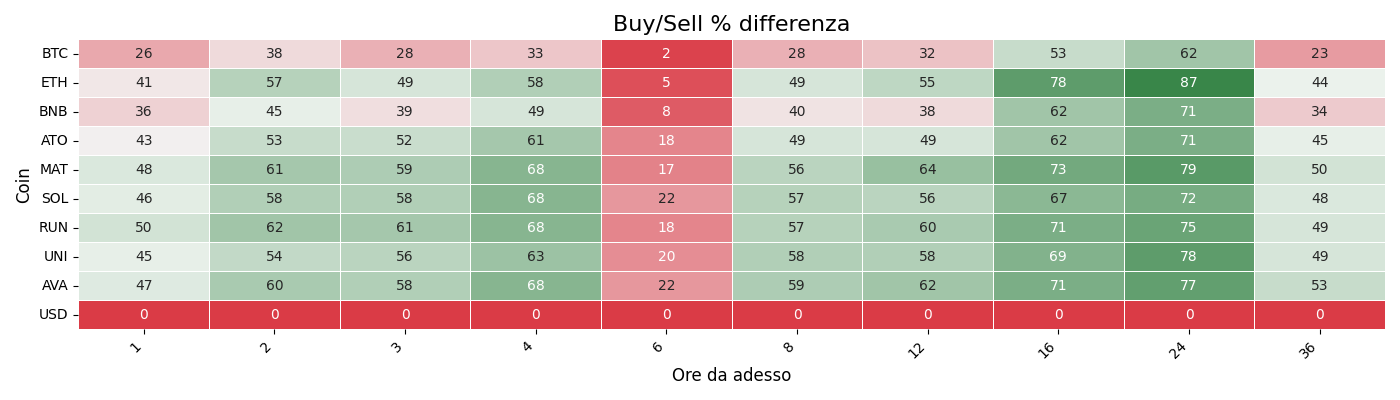 Buy/Sell % differenza
Coin
BTC 26 38 28 33 2 28 32 53 62 23
ETH 41 57 49 58 5 49 55 78 87 44
BNB 36 45 39 49 8 40 38 62 71 34
ATO 43 53 52 61 18 49 49 62 71 45
MAT 48 61 59 68 17 56 64 73 79 50
SOL 46 58 58 68 22 57 56 67 72 48
RUN 50 62 61 68 18 57 60 71 75 49
UNI 45 54 56 63 20 58 58 69 78 49
AVA 47 60 58 68 22 59 62 71 77 53
USD 0 0 0 0 0 0 0 0 0 0
1 2 3 4 6 8 12 16 24 36
Ore da adesso